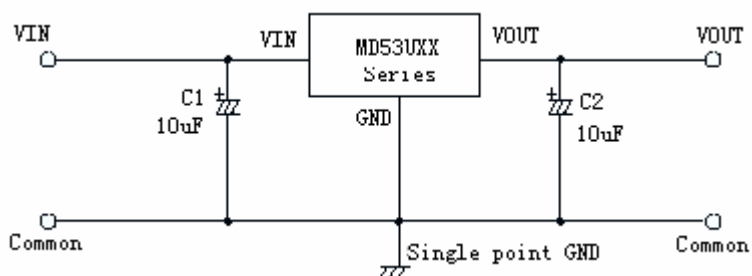 VIN
VIN
MD53UXX
Series
VOUT
VOUT
+
C1
10uF
GND
+
C2
10uF
Common
Single point GND
Common